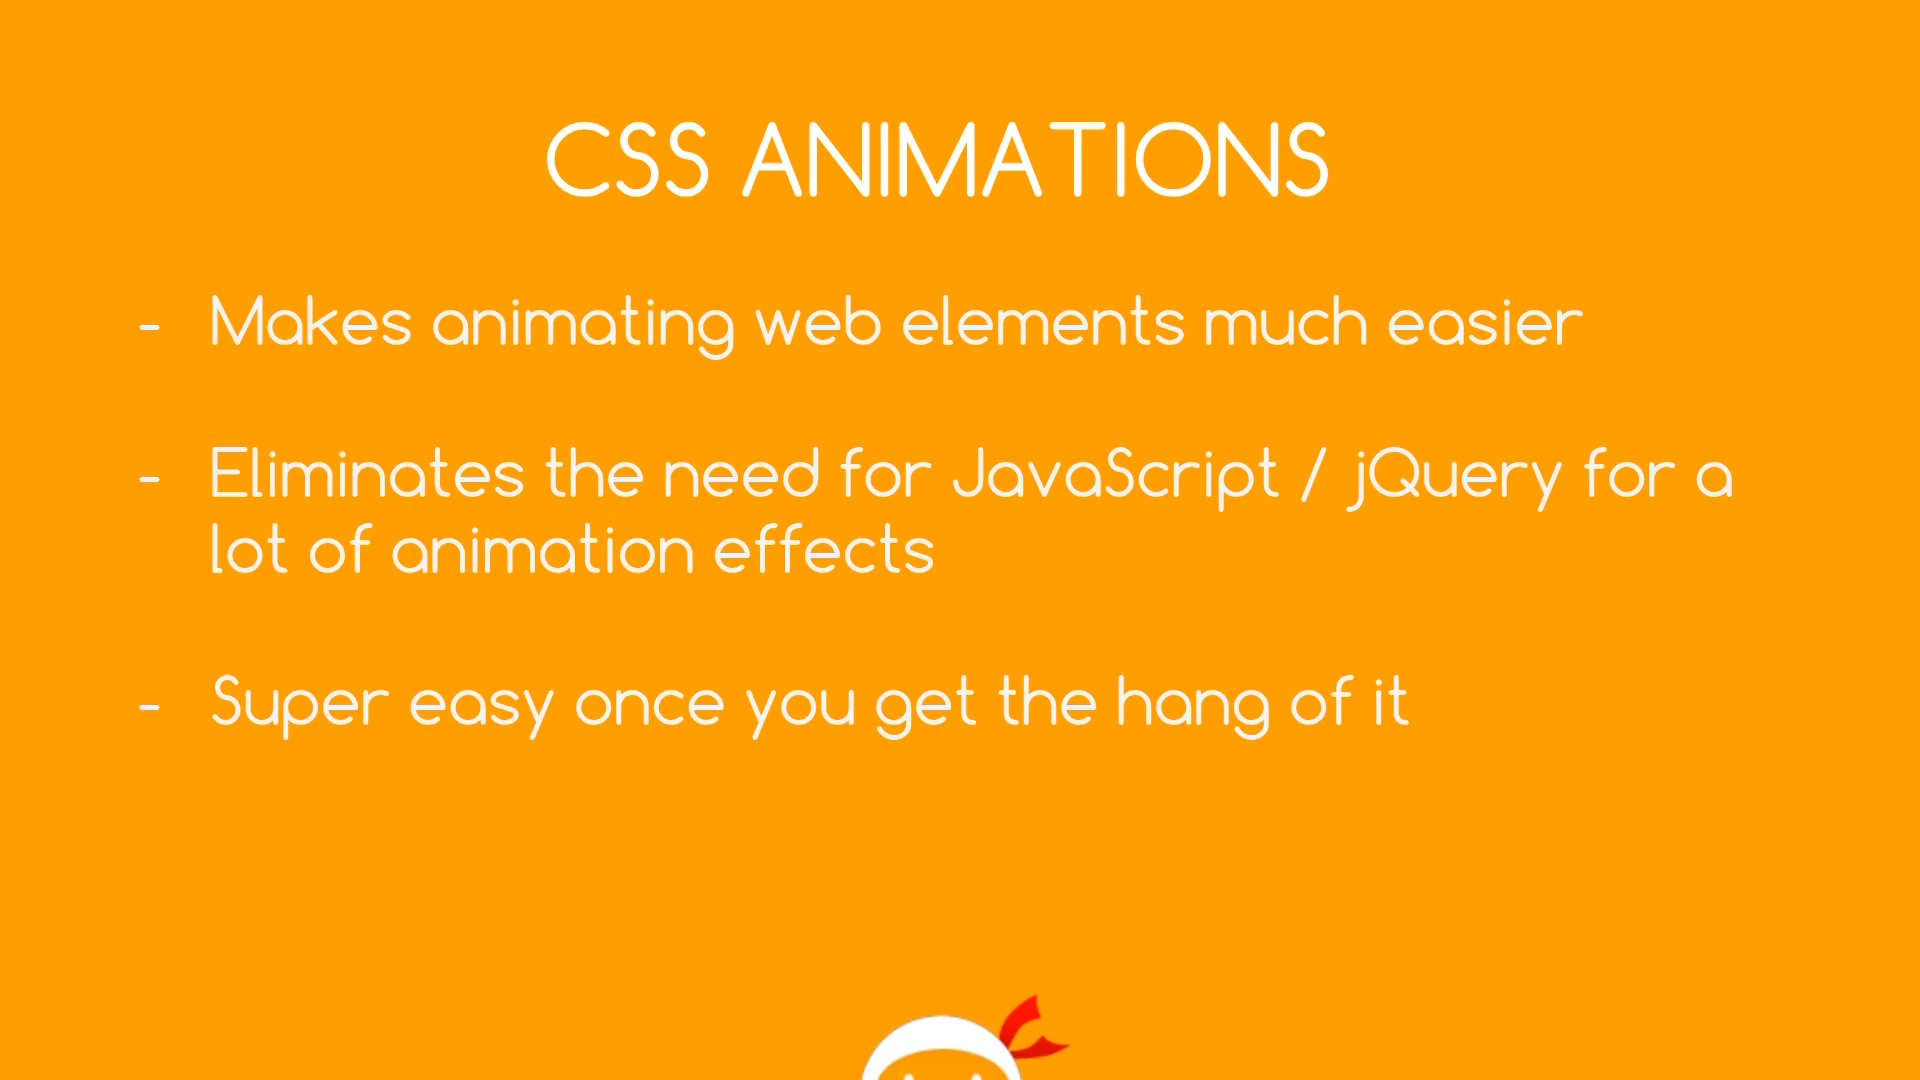 CSS ANIMATIONS
- Makes animating web elements much easier
- Eliminates the need for JavaScript / jQuery for a
lot of animation effects
- Super easy once you get the hang of it